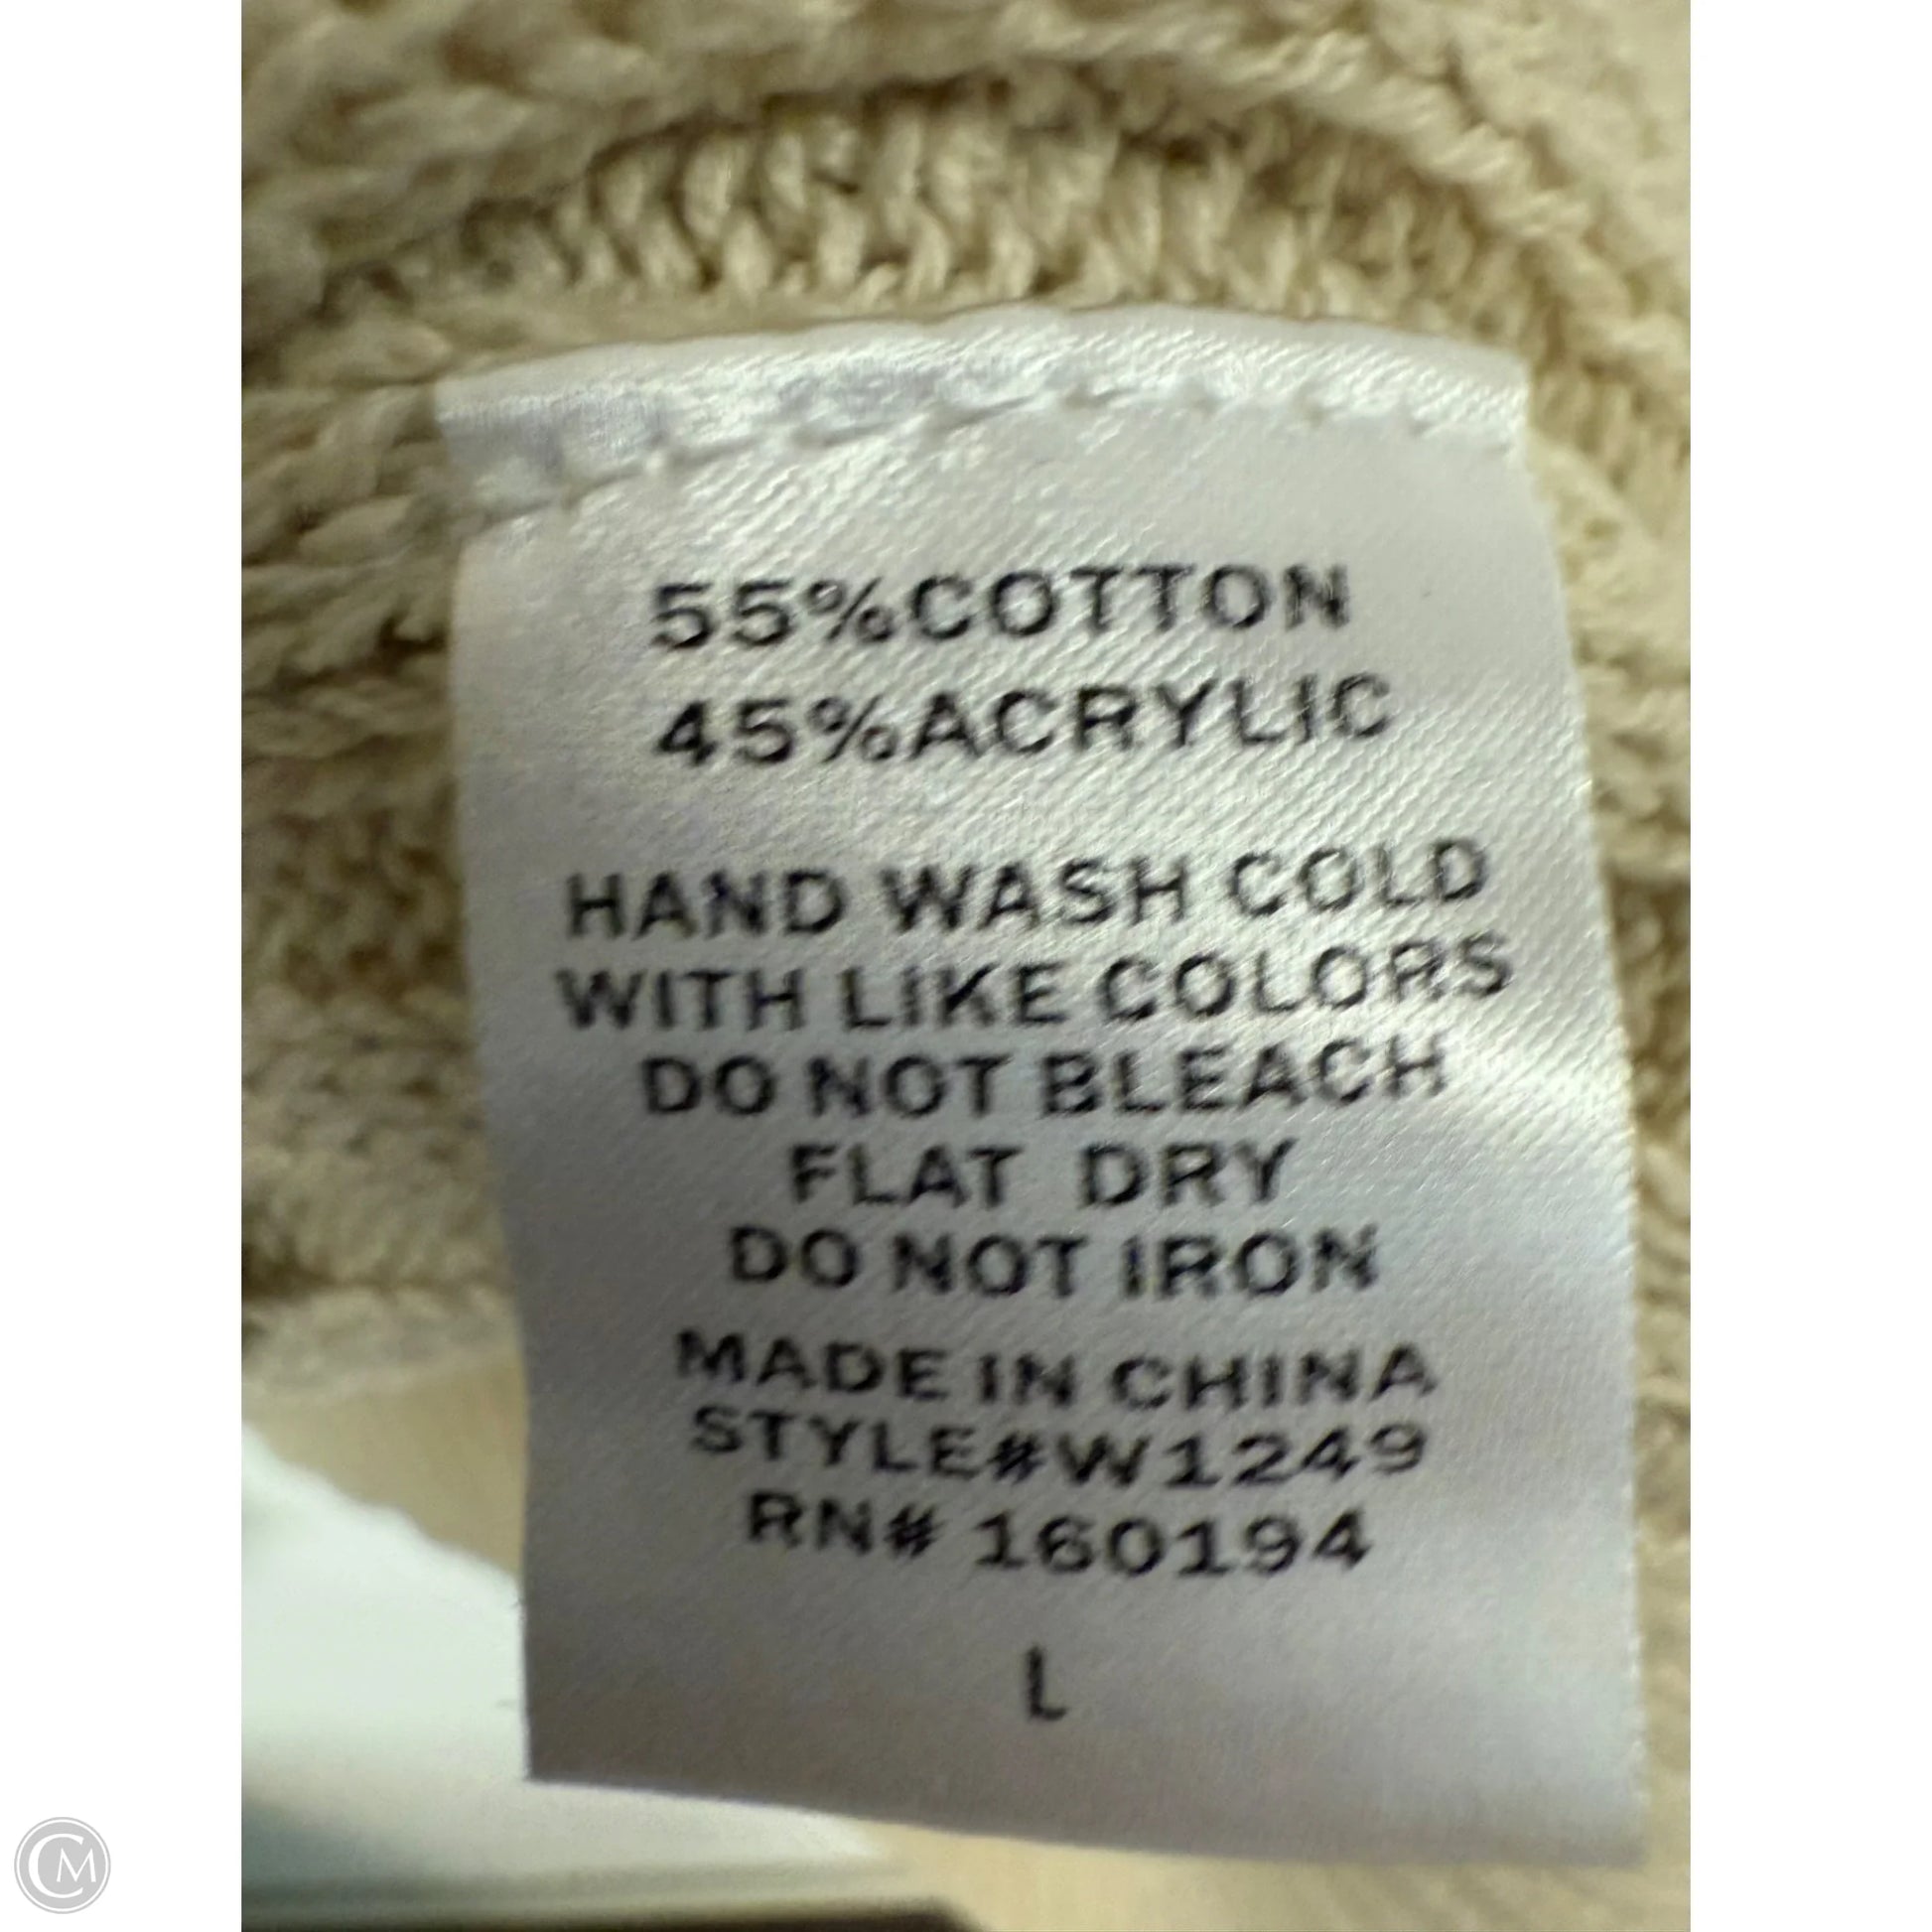 55%COTTON
45%ACRYLIC
HAND WASH COLD
WITH LIKE COLORS
DO NOT BLEACH
FLAT DRY
DO NOT IRON
MADE IN CHINA
STYLE#W1249
RN# 160194
L
CM